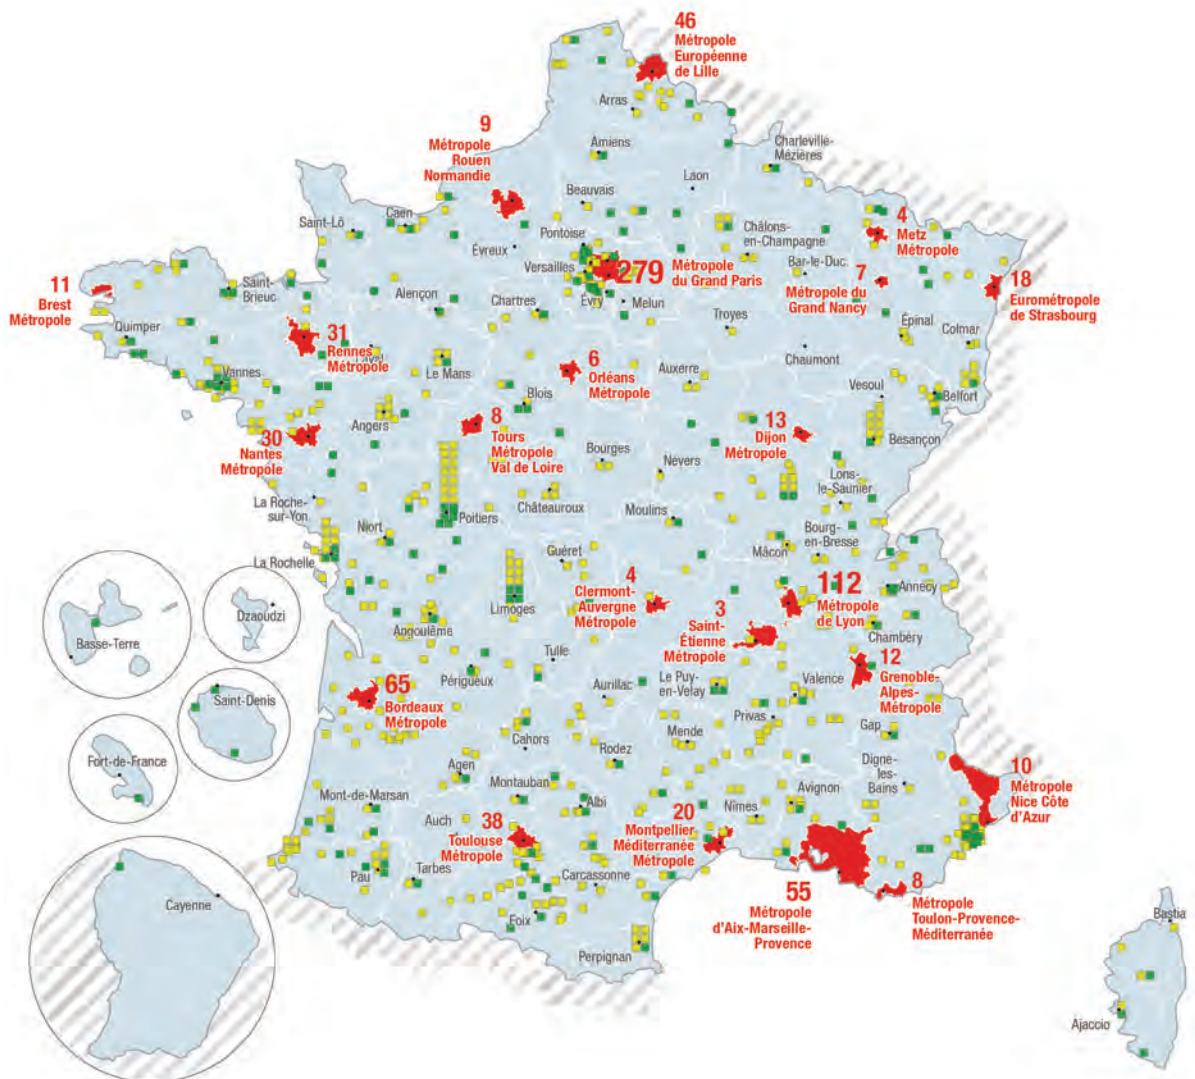 46
Métropole
Européenne
de Lille
Arras
9
Métropole
Rouen
Normandie
Amiens
Charleville-
Mézières
Laon
Beauvais
Saint-Lô
Caen
Évreux
Pontoise
Châlons-
en-Champagne
4
Metz
Métropole
Versailles
279
Métropole
du Grand Paris
Bar-le-Duc
7
Métropole du
Grand Nancy
18
Eurométropole
de Strasbourg
11
Brest
Métropole
Saint-
Brieuc
Alençon
Chartres
Évry
Melun
Troyes
Épinal
Colmar
Quimper
31
Rennes
Métropole
Le Mans
6
Orléans
Métropole
Auxerre
Chaumont
Vesoul
Belfort
Vannes
Blois
Angers
8
Tours
Métropole
Val de Loire
13
Dijon
Métropole
Besançon
30
Nantes
Métropole
Bourges
Nevers
Lons-
le-Saunier
La Roche-
sur-Yon
Châteauroux
Moulins
Niort
Poitiers
Bourg-
en-Bresse
Mâcon
La Rochelle
Guéret
4
Clermont-
Auvergne
Métropole
112
Métropole
de Lyon
Annecy
Limoges
3
Saint-
Étienne
Métropole
Chambéry
Angoulême
Basse-Terre
Dzaoudzi
Tulle
Périgueux
Aurillac
Le Puy-
en-Velay
Valence
12
Grenoble-
Alpes-
Métropole
65
Bordeaux
Métropole
Saint-Denis
Privas
Gap
Mende
Cahors
Rodez
Fort-de-France
Agen
Montauban
Albi
Digne-
les-
Bains
10
Métropole
Nice Côte
d'Azur
Mont-de-Marsan
Avignon
Nîmes
Auch
38
Toulouse
Métropole
20
Montpellier
Méditerranée
Métropole
Pau
Tarbes
Carcassonne
55
Métropole
d'Aix-Marseille-
Provence
8
Métropole
Toulon-Provence-
Méditerranée
Cayenne
Foix
Perpignan
Bastia
Ajaccio